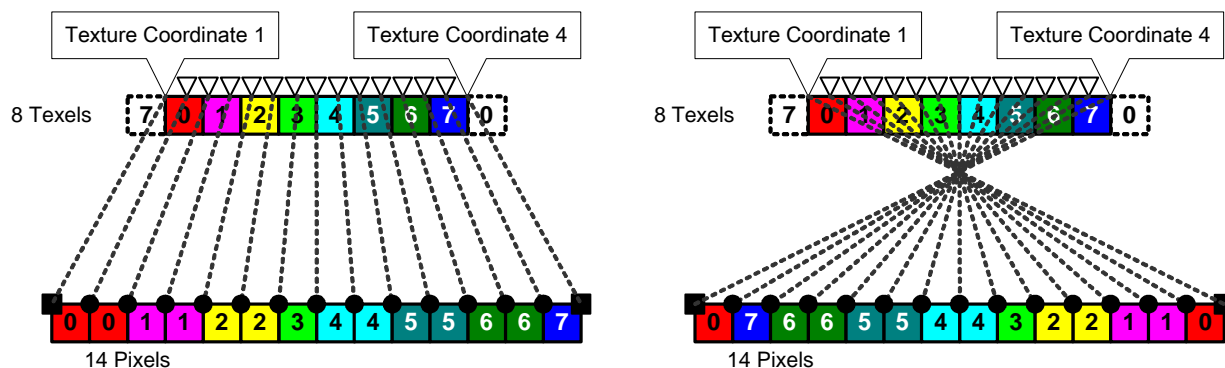 Texture Coordinate 1 Texture Coordinate 4 Texture Coordinate 1 Texture Coordinate 4
8 Texels 7 0 1 2 3 4 5 6 7 0 8 Texels 7 0 1 2 3 4 5 6 7 0
0 0 1 1 2 2 3 4 4 5 5 6 6 7 0 7 6 6 5 5 4 4 3 2 2 1 1 0
14 Pixels 14 Pixels